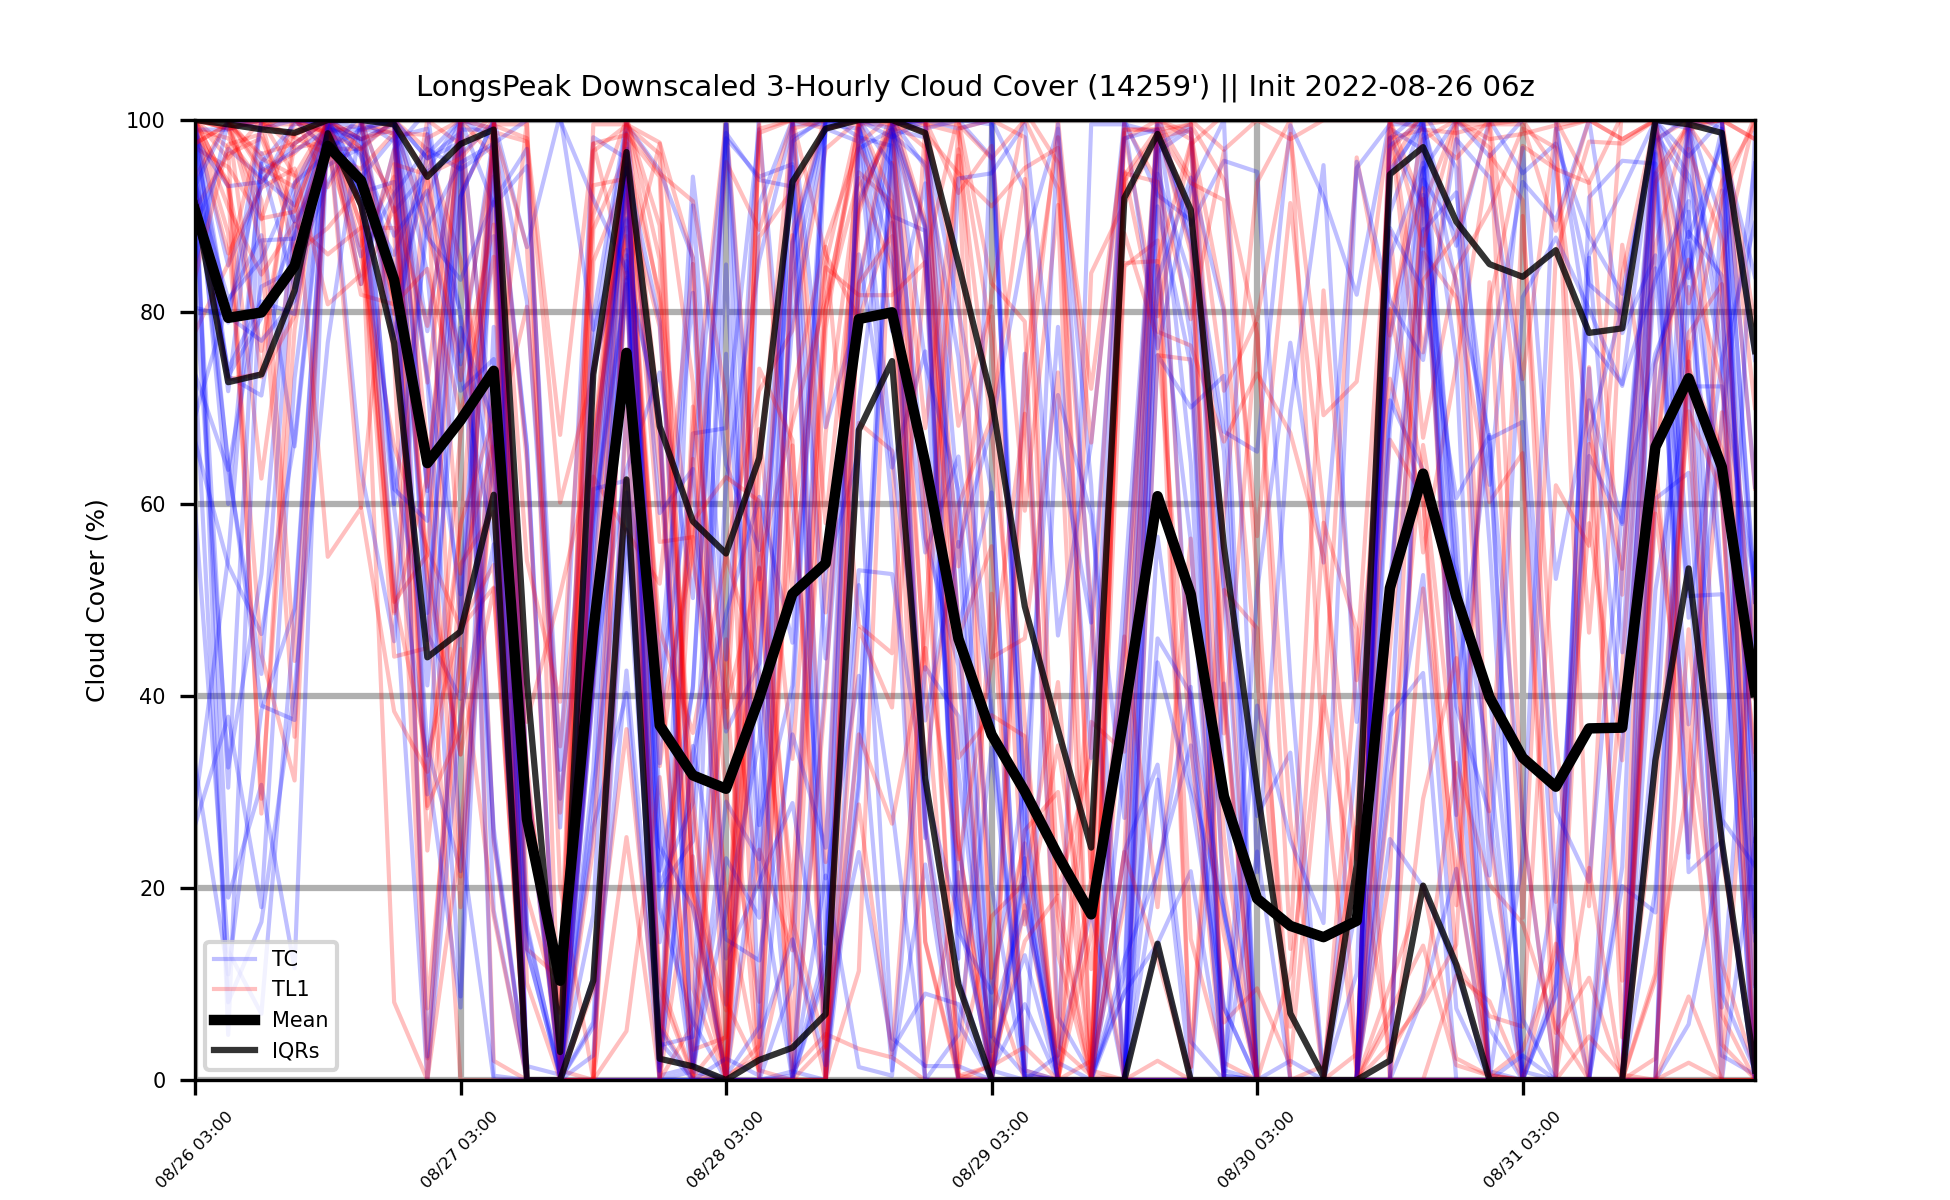 LongsPeak Downscaled 3-Hourly Cloud Cover (14259') || Init 2022-08-26 06z
Cloud Cover (%)
100
80
60
40
20
0
TC
TL1
Mean
IQRs
08/26 03:00
08/27 03:00
08/28 03:00
08/29 03:00
08/30 03:00
08/31 03:00